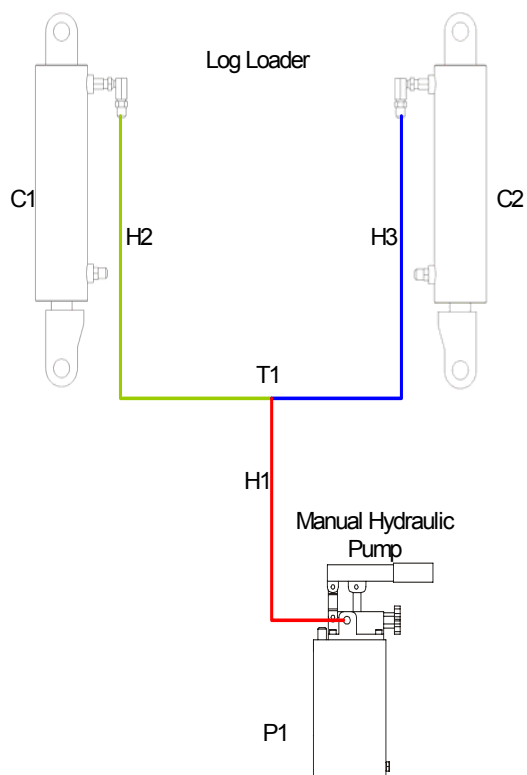 Log Loader
C1
C2
H2
H3
T1
H1
Manual Hydraulic
Pump
P1